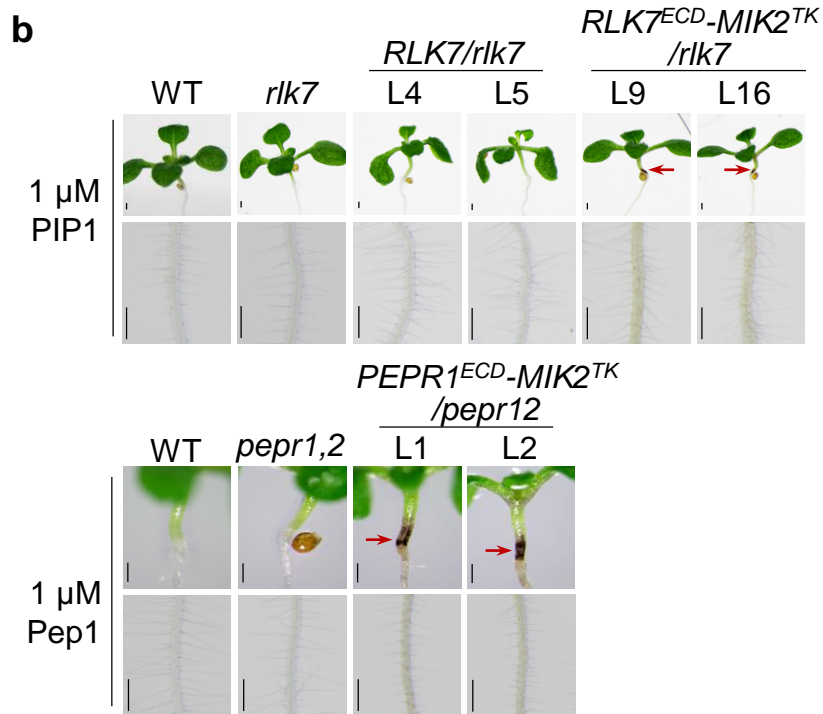 b
RLK7/rlk7
RLK7ECD-MIK2TK
/rlk7
WT
rlk7
L4
L5
L9
L16
1 μM
PIP1
PEPR1ECD-MIK2TK
/pepr12
WT
pepr1,2
L1
L2
1 μM
Pep1